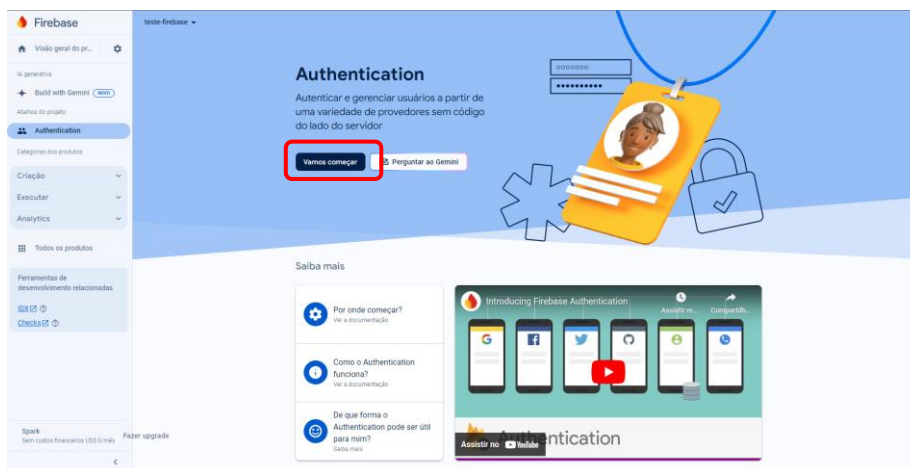 Firebase
teste-firebase
Visão geral do pr...
IA generativa
Build with Gemini NOVO
Atalhos do projeto
Authentication
Categorias dos produtos
Criação
Executar
Analytics
Todos os produtos
Ferramentas de
desenvolvimento relacionadas
IDX
Checks
Spark
Sem custos financeiros US$ 0/mês
Fazer upgrade
Authentication
Autenticar e gerenciar usuários a partir de
uma variedade de provedores sem código
do lado do servidor
Vamos começar
Perguntar ao Gemini
Saiba mais
Por onde começar?
Ver a documentação
Como o Authentication
funciona?
Ver a documentação
De que forma o
Authentication pode ser útil
para mim?
Saiba mais
Introducing Firebase Authentication
Assistir m...
Compartilh...
Authentication
Assistir no YouTube